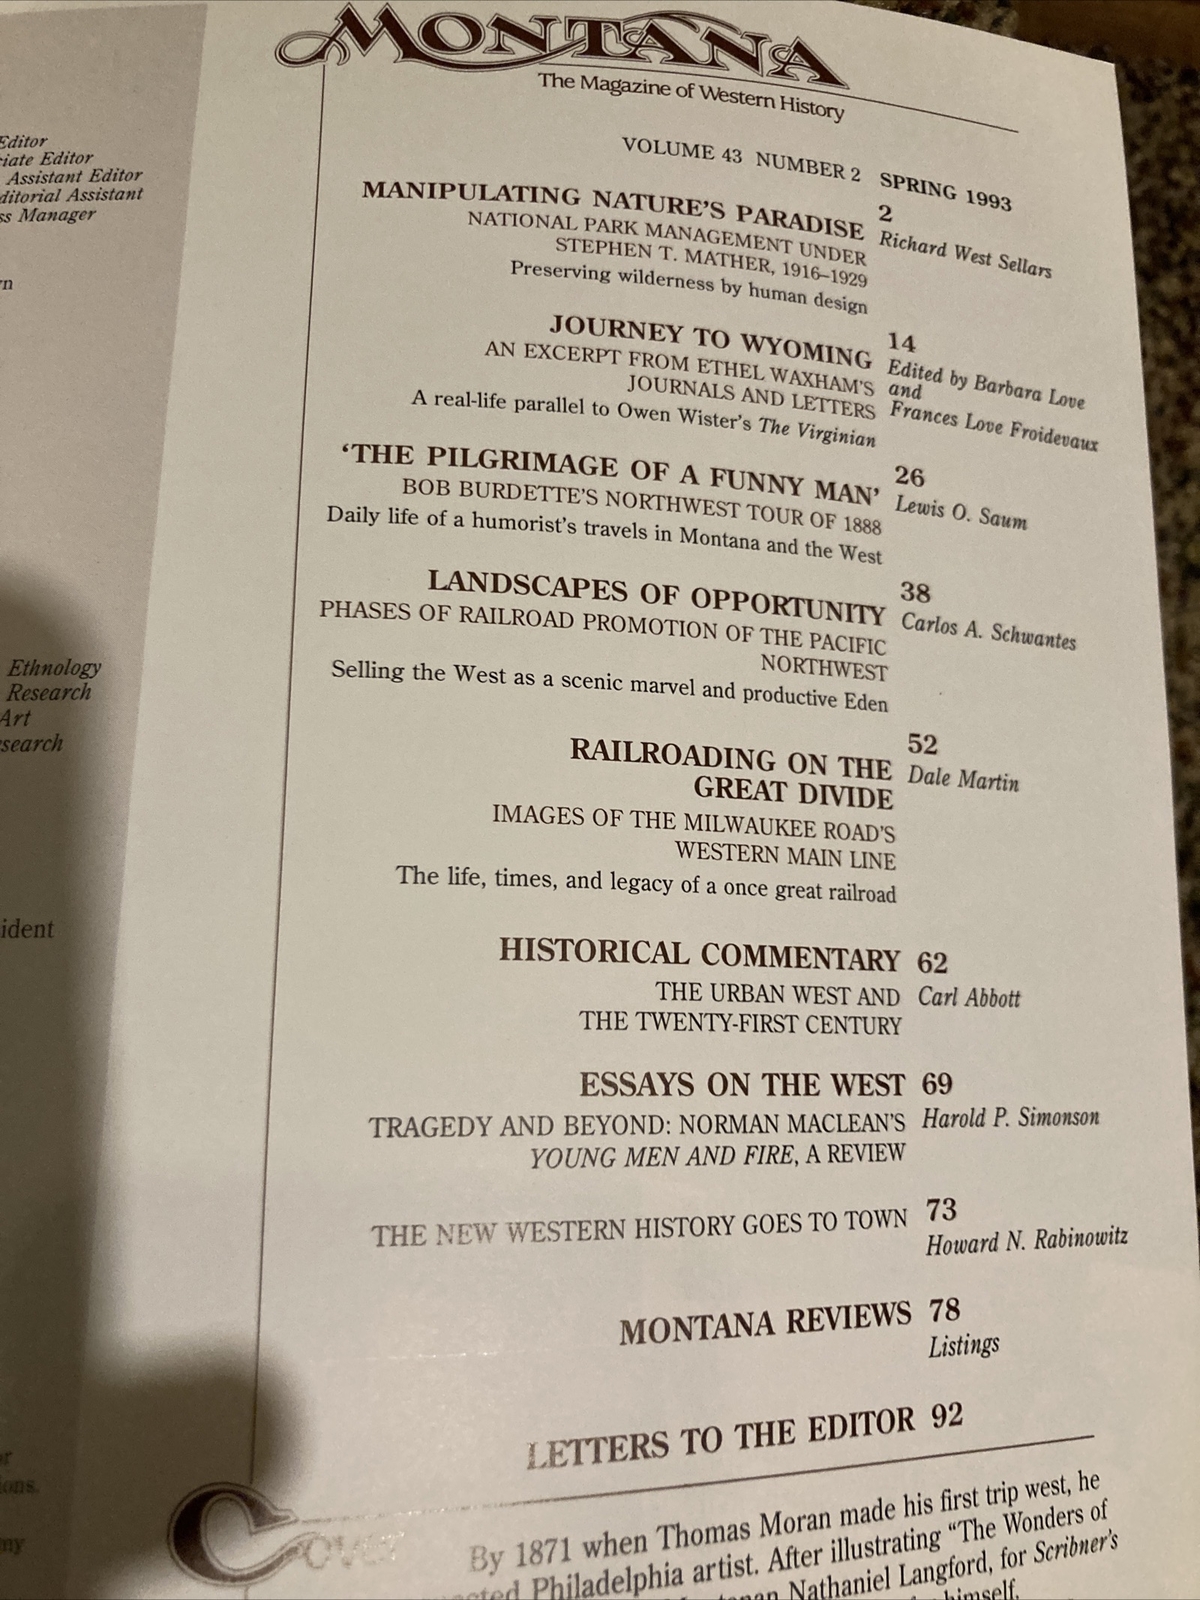 Editor
iate Editor
Assistant Editor
ditorial Assistant
ss Manager
rn
Ethnology
Research
Art
search
ident
or
ions.
ny
MONTANA
The Magazine of Western History
VOLUME 43 NUMBER 2 SPRING 1993
MANIPULATING NATURE'S PARADISE 2
NATIONAL PARK MANAGEMENT UNDER Richard West Sellars
STEPHEN T. MATHER, 1916–1929
Preserving wilderness by human design
JOURNEY TO WYOMING 14
AN EXCERPT FROM ETHEL WAXHAM'S Edited by Barbara Love
JOURNALS AND LETTERS and
A real-life parallel to Owen Wister's The Virginian Frances Love Froidevaux
'THE PILGRIMAGE OF A FUNNY MAN' 26
BOB BURDETTE'S NORTHWEST TOUR OF 1888 Lewis O. Saum
Daily life of a humorist's travels in Montana and the West
LANDSCAPES OF OPPORTUNITY 38
PHASES OF RAILROAD PROMOTION OF THE PACIFIC Carlos A. Schwantes
NORTHWEST
Selling the West as a scenic marvel and productive Eden
RAILROADING ON THE 52
GREAT DIVIDE Dale Martin
IMAGES OF THE MILWAUKEE ROAD'S
WESTERN MAIN LINE
The life, times, and legacy of a once great railroad
HISTORICAL COMMENTARY 62
THE URBAN WEST AND Carl Abbott
THE TWENTY-FIRST CENTURY
ESSAYS ON THE WEST 69
TRAGEDY AND BEYOND: NORMAN MACLEAN'S Harold P. Simonson
YOUNG MEN AND FIRE, A REVIEW
THE NEW WESTERN HISTORY GOES TO TOWN 73
Howard N. Rabinowitz
MONTANA REVIEWS 78
Listings
LETTERS TO THE EDITOR 92
Cover
By 1871 when Thomas Moran made his first trip west, he
Philadelphia artist. After illustrating "The Wonders of
Nathaniel Langford, for Scribner's
himself.